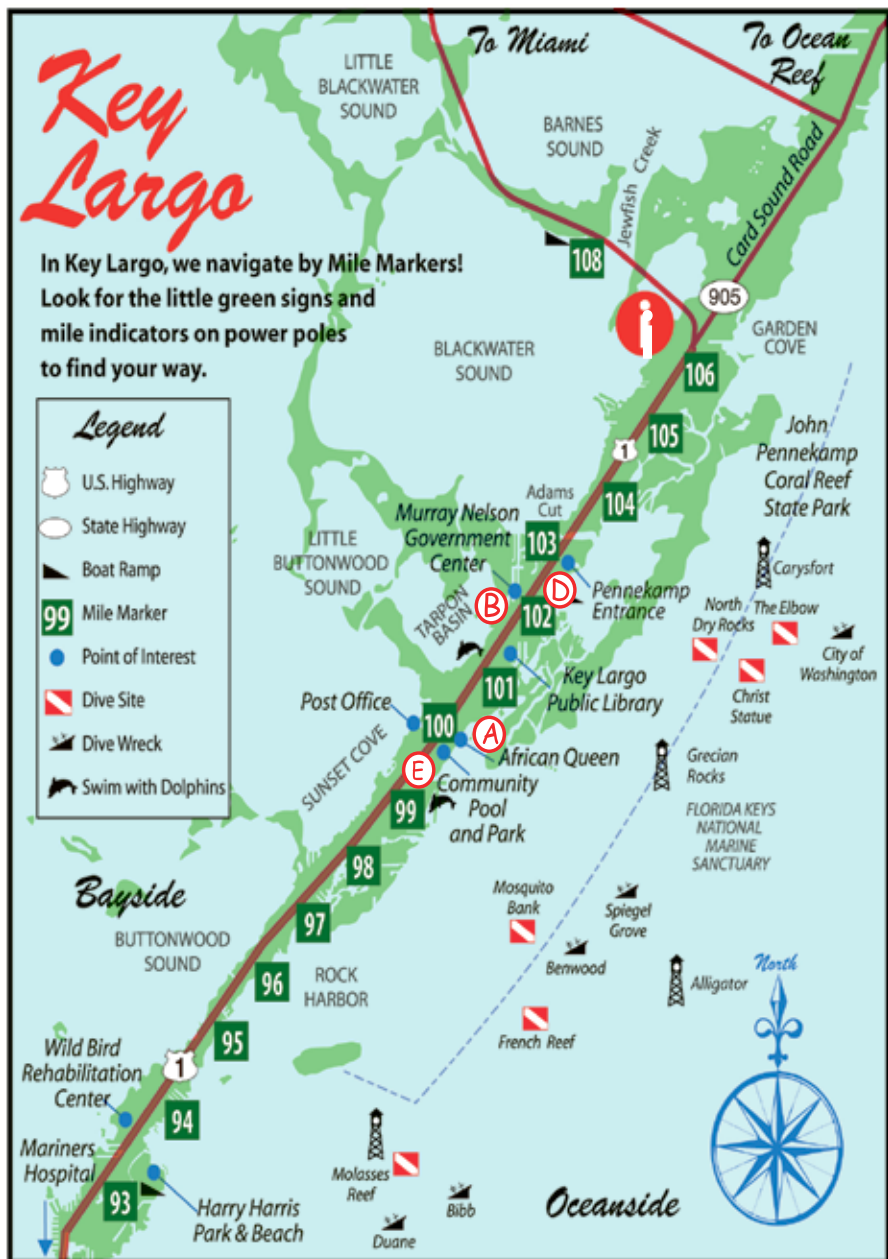 Key
Largo
In Key Largo, we navigate by Mile Markers!
Look for the little green signs and
mile indicators on power poles
to find your way.
To Miami
To Ocean
Reef
LITTLE
BLACKWATER
SOUND
BARNES
SOUND
Jewfish Creek
Card Sound Road
108
905
GARDEN
COVE
BLACKWATER
SOUND
106
105
1
104
John
Pennekamp
Coral Reef
State Park
Legend
U.S. Highway
State Highway
Boat Ramp
99
Mile Marker
Point of Interest
Dive Site
Dive Wreck
Swim with Dolphins
Adams
Cut
103
Murray Nelson
Government
Center
LITTLE
BUTTONWOOD
SOUND
TARPON
BASIN
B
D
102
Pennekamp
Entrance
Carysfort
North
Dry Rocks
The Elbow
City of
Washington
Christ
Statue
101
Key Largo
Public Library
Post Office
100
A
African Queen
SUNSET COVE
E
Community
Pool
and Park
99
Grecian
Rocks
FLORIDA KEYS
NATIONAL
MARINE
SANCTUARY
98
Bayside
97
Mosquito
Bank
Spiegel
Grove
Benwood
BUTTONWOOD
SOUND
96
ROCK
HARBOR
Alligator
North
French Reef
95
1
Wild Bird
Rehabilitation
Center
94
Mariners
Hospital
93
Harry Harris
Park & Beach
Molasses
Reef
Bibb
Duane
Oceanside